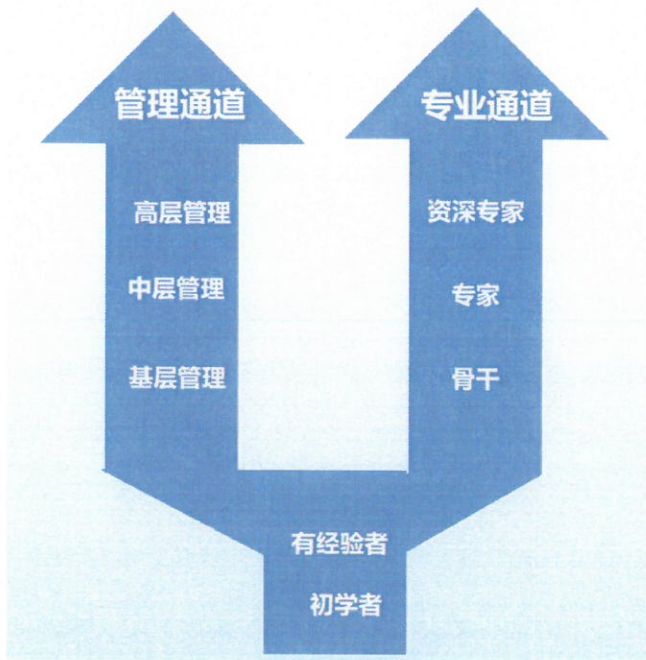 管理通道
专业通道
高层管理
资深专家
中层管理
专家
基层管理
骨干
有经验者
初学者